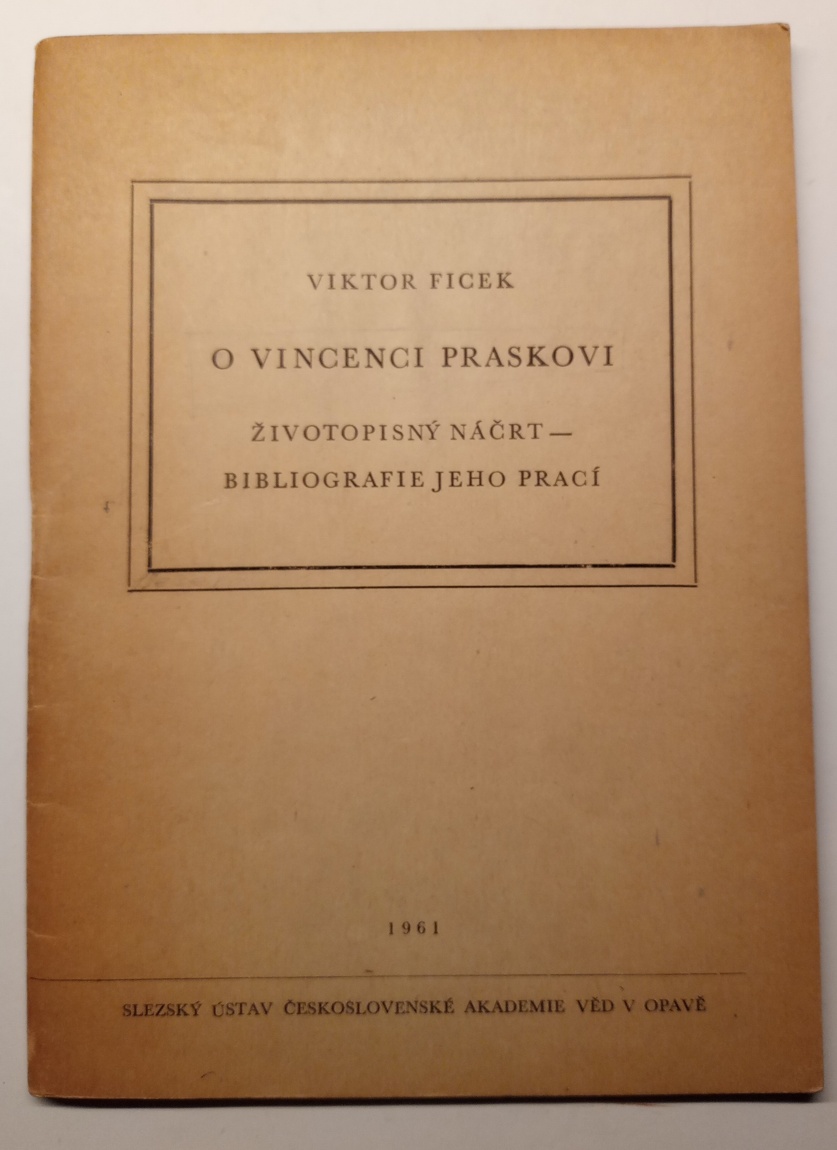 VIKTOR FICEK
O VINCENCI PRASKOVI
ŽIVOTOPISNÝ NÁČRT —
BIBLIOGRAFIE JEHO PRACÍ
1961
SLEZSKÝ ÚSTAV ČESKOSLOVENSKÉ AKADEMIE VĚD V OPAVĚ